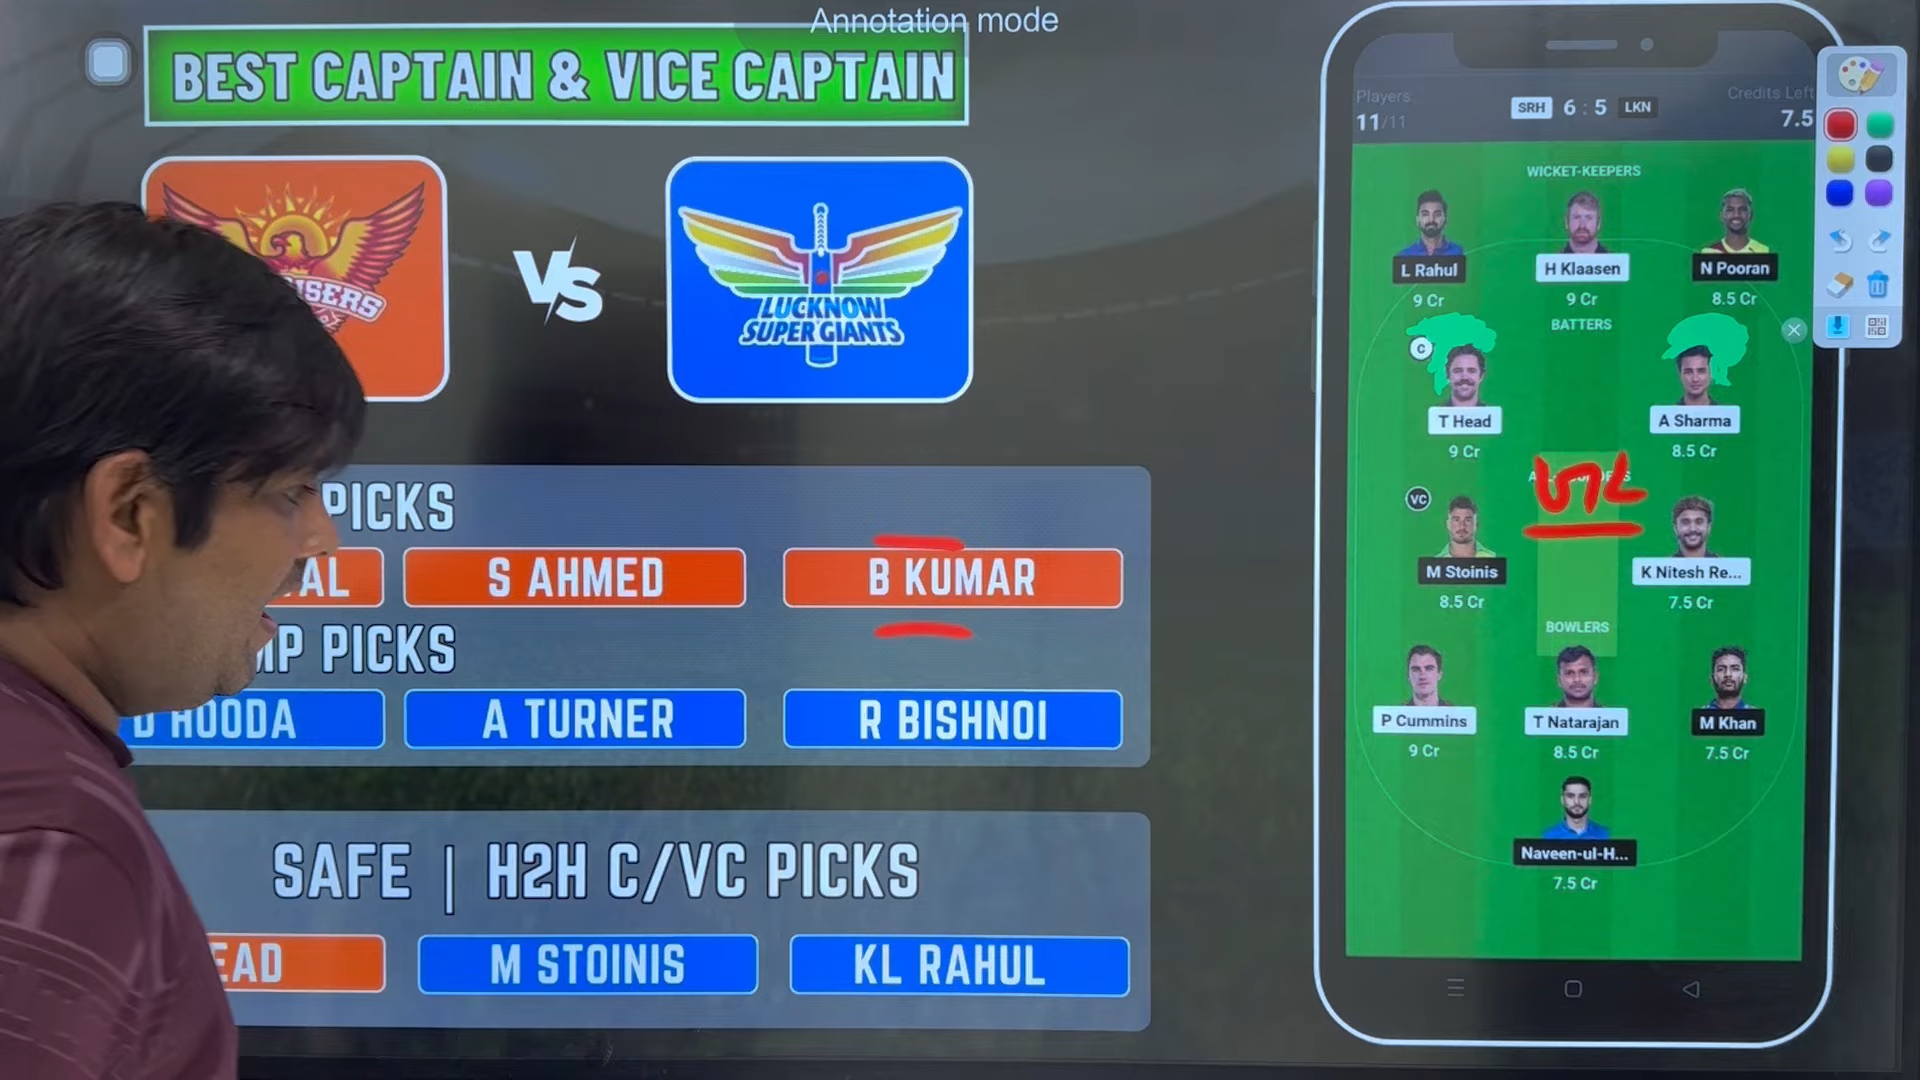 Annotation mode
BEST CAPTAIN & VICE CAPTAIN
VS
LUCKNOW
SUPER GIANTS
PICKS
S AHMED
B KUMAR
PICKS
HOODA
A TURNER
R BISHNOI
SAFE | H2H C/VC PICKS
M STOINIS
KL RAHUL
Players
11/11
SRH 6 : 5 LKN
Credits Left
7.5
WICKET-KEEPERS
L Rahul
H Klaasen
N Pooran
9 Cr
9 Cr
8.5 Cr
BATTERS
C
T Head
A Sharma
9 Cr
8.5 Cr
VC
M Stoinis
K Nitesh Re...
8.5 Cr
7.5 Cr
BOWLERS
P Cummins
T Natarajan
M Khan
9 Cr
8.5 Cr
7.5 Cr
Naveen-ul-H...
7.5 Cr